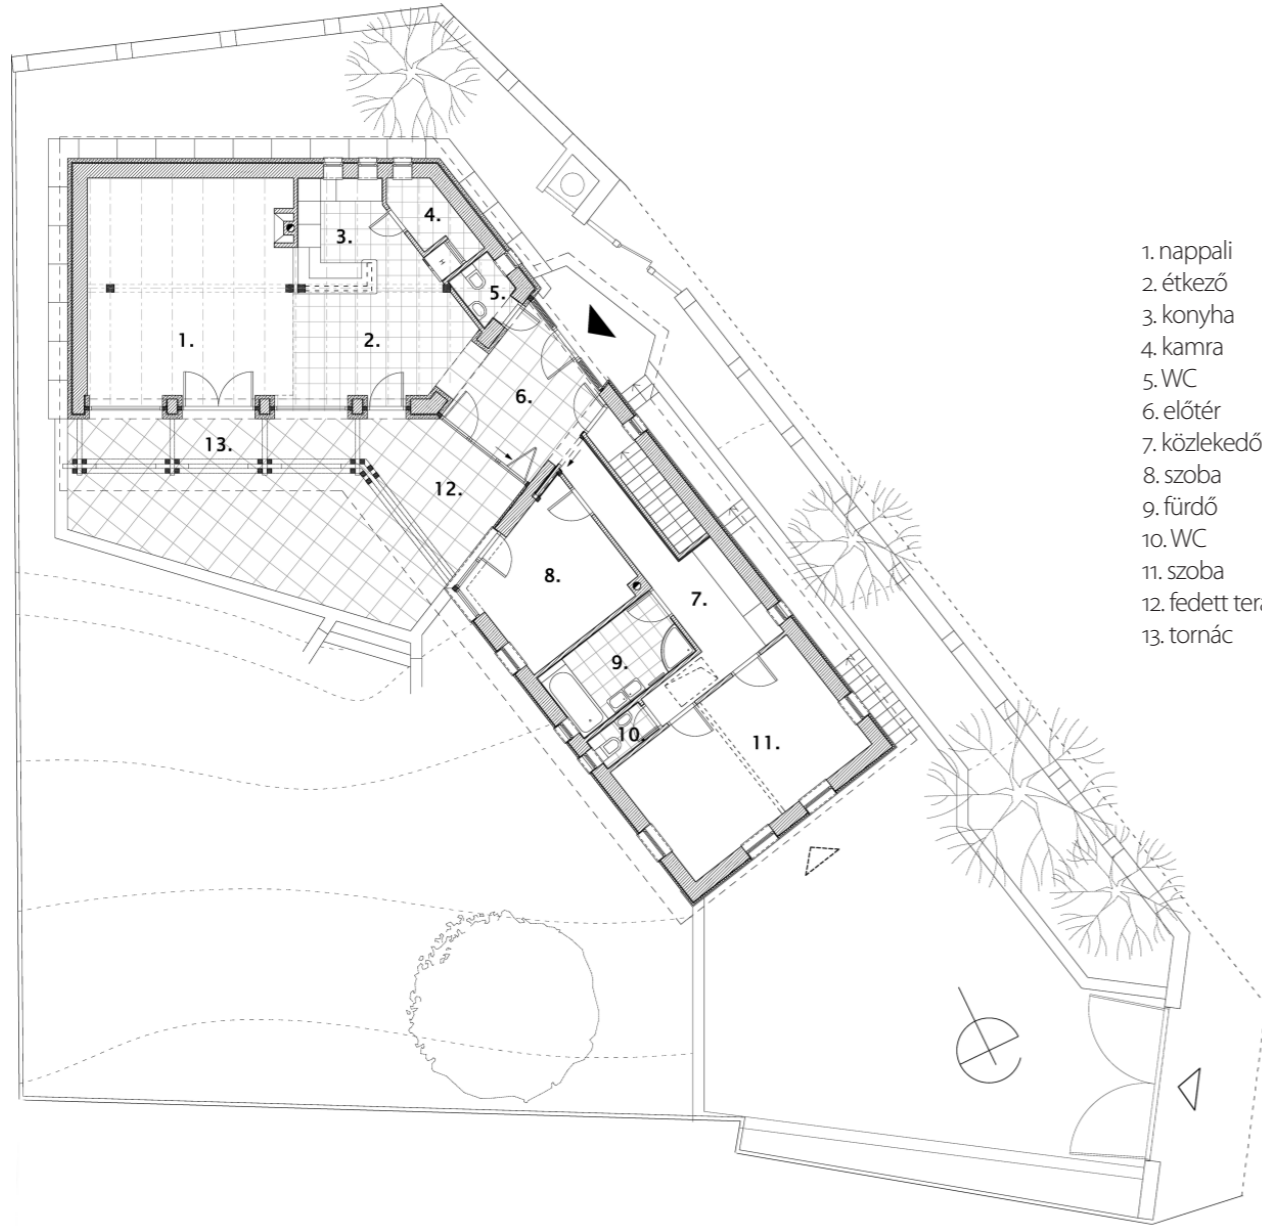 1. nappali
2. étkező
3. konyha
4. kamra
5. WC
6. előtér
7. közlekedő
8. szoba
9. fürdő
10. WC
11. szoba
12. fedett tera
13. tornác
4.
3.
5.
1.
2.
6.
13.
12.
8.
7.
9.
10.
11.